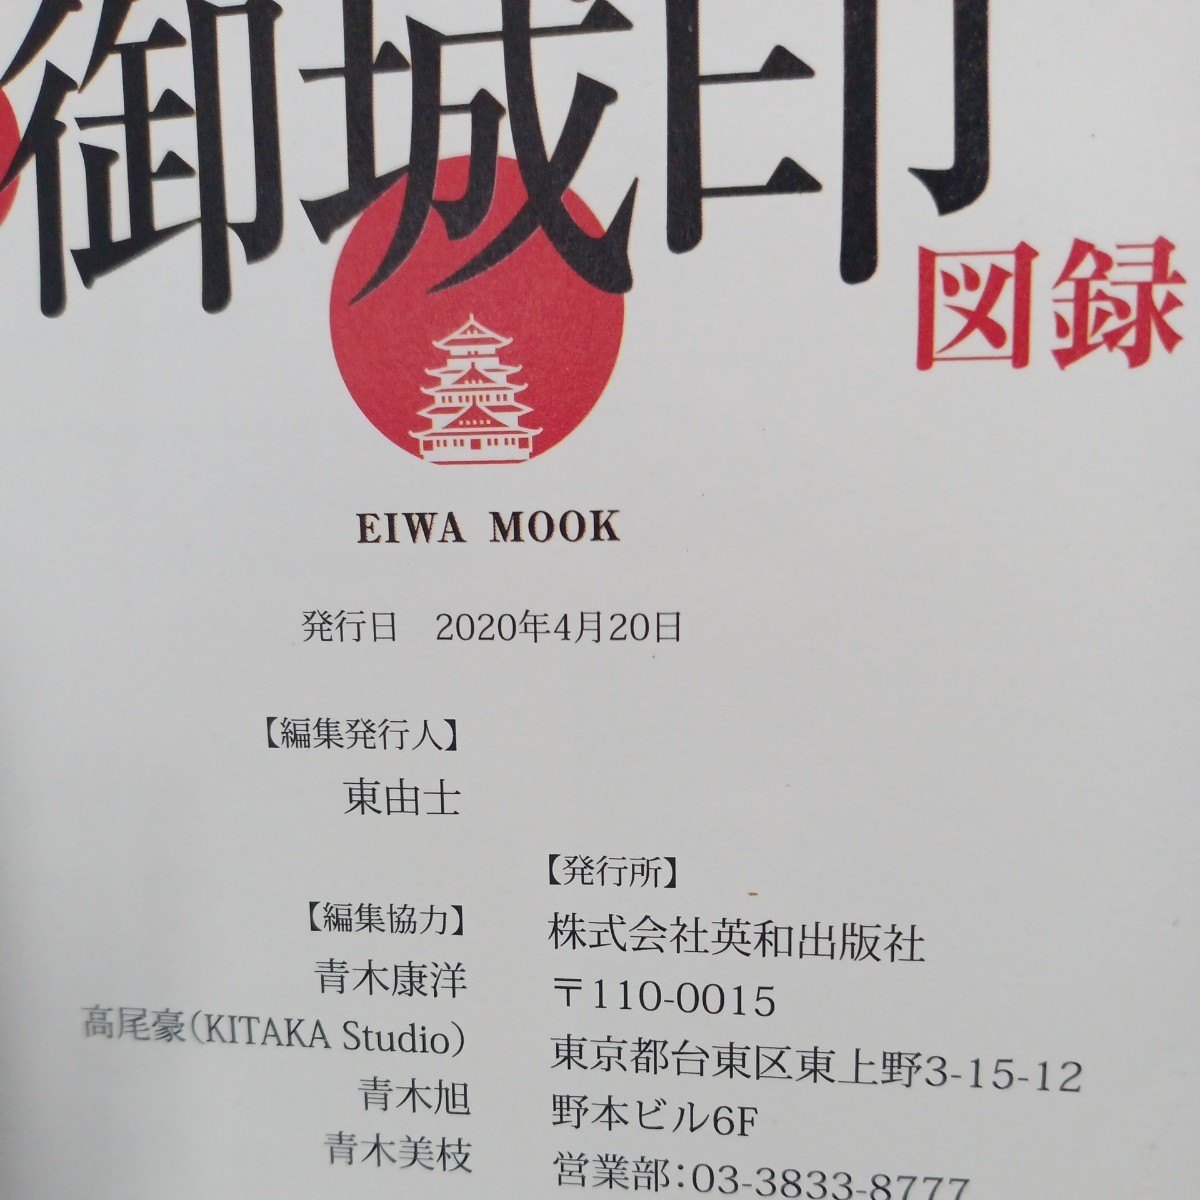 御城印
図録
EIWA MOOK
発行日 2020年4月20日
【編集発行人】
東由士
【編集協力】
青木康洋
高尾豪(KITAKA Studio)
青木旭
青木美枝
【発行所】
株式会社英和出版社
〒110-0015
東京都台東区東上野3-15-12
野本ビル6F
営業部:03-3833-8777